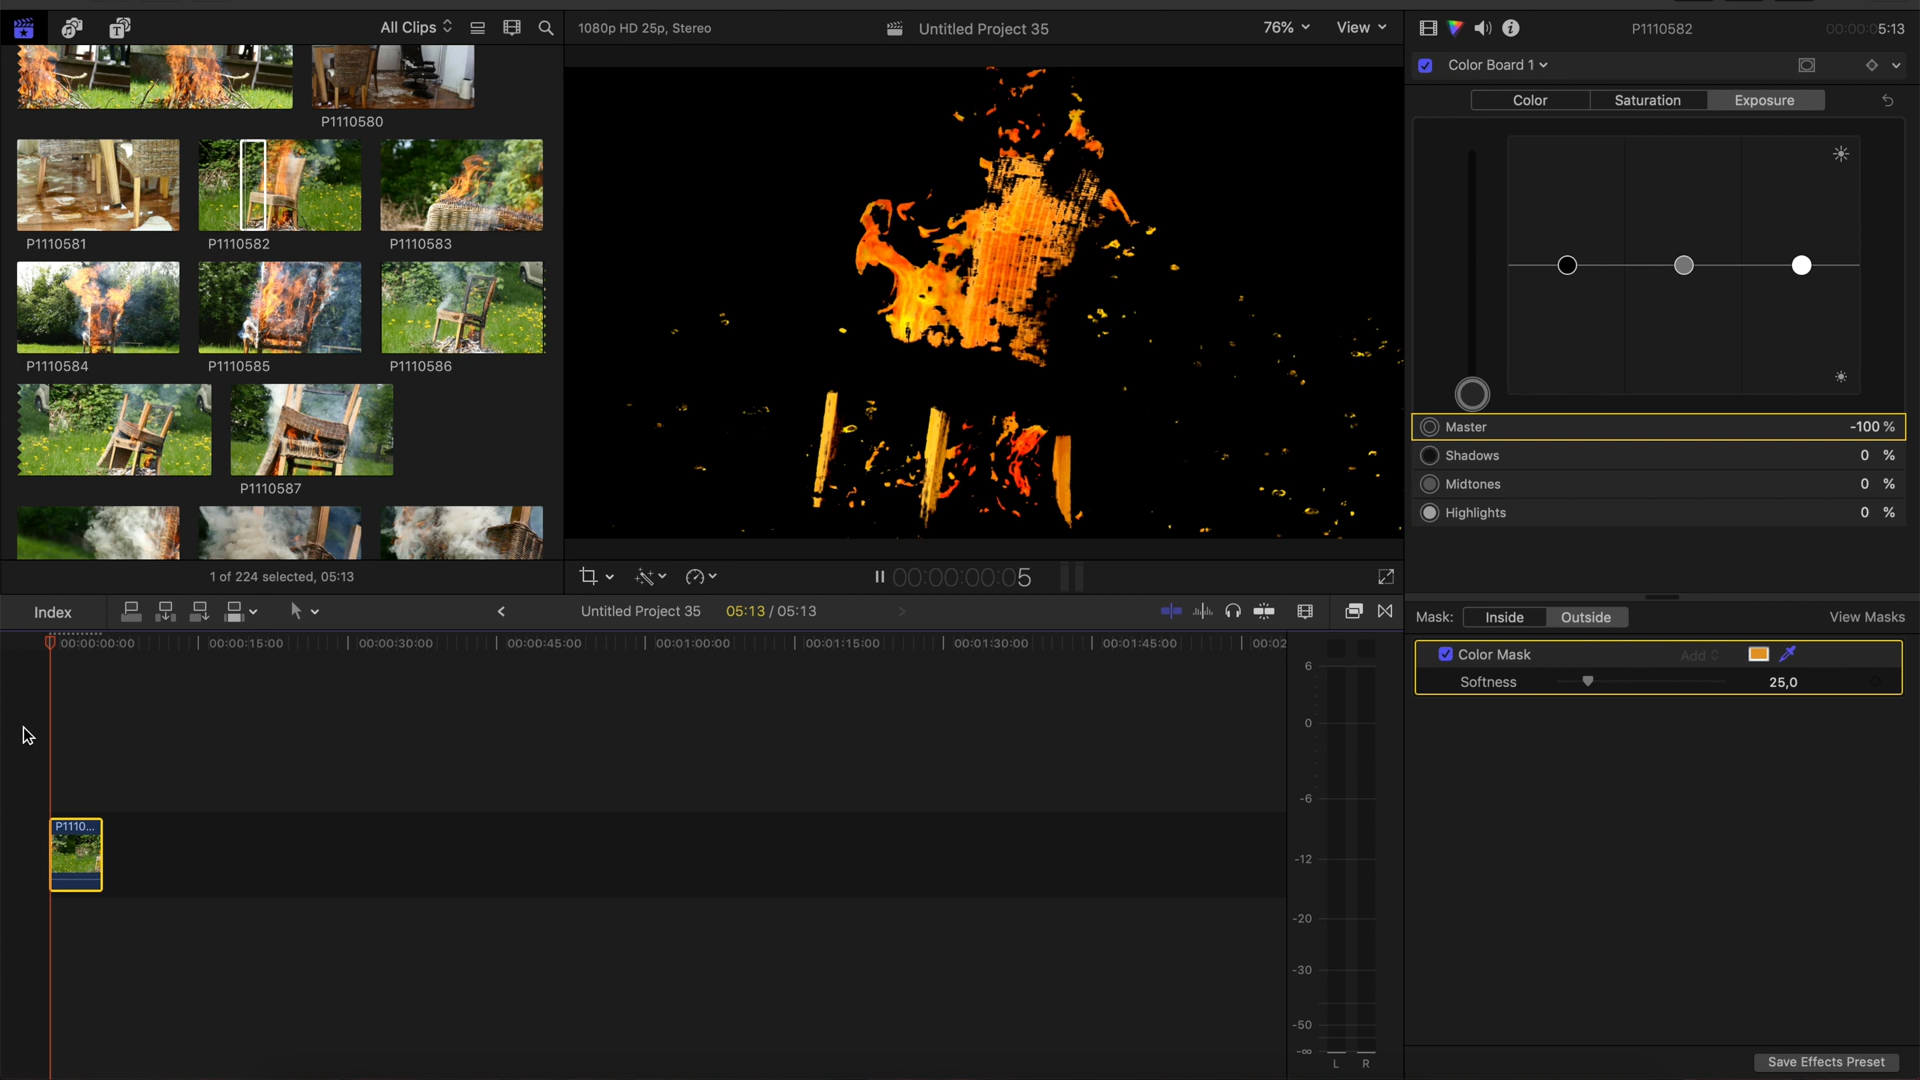 All Clips
1080p HD 25p, Stereo
Untitled Project 35
76%
View
P1110582
00:00:05:13
Color Board 1
Color
Saturation
Exposure
P1110580
P1110581
P1110582
P1110583
P1110584
P1110585
P1110586
P1110587
Master
-100 %
Shadows
0 %
Midtones
0 %
Highlights
0 %
1 of 224 selected, 05:13
00:00:00:05
Index
Untitled Project 35
05:13 / 05:13
Mask:
Inside
Outside
View Masks
00:00:00:00
00:00:15:00
00:00:30:00
00:00:45:00
00:01:00:00
00:01:15:00
00:01:30:00
00:01:45:00
00:02
Color Mask
Add
Softness
25,0
P1110...
6
0
-6
-12
-20
-30
-50
-∞
L
R
Save Effects Preset